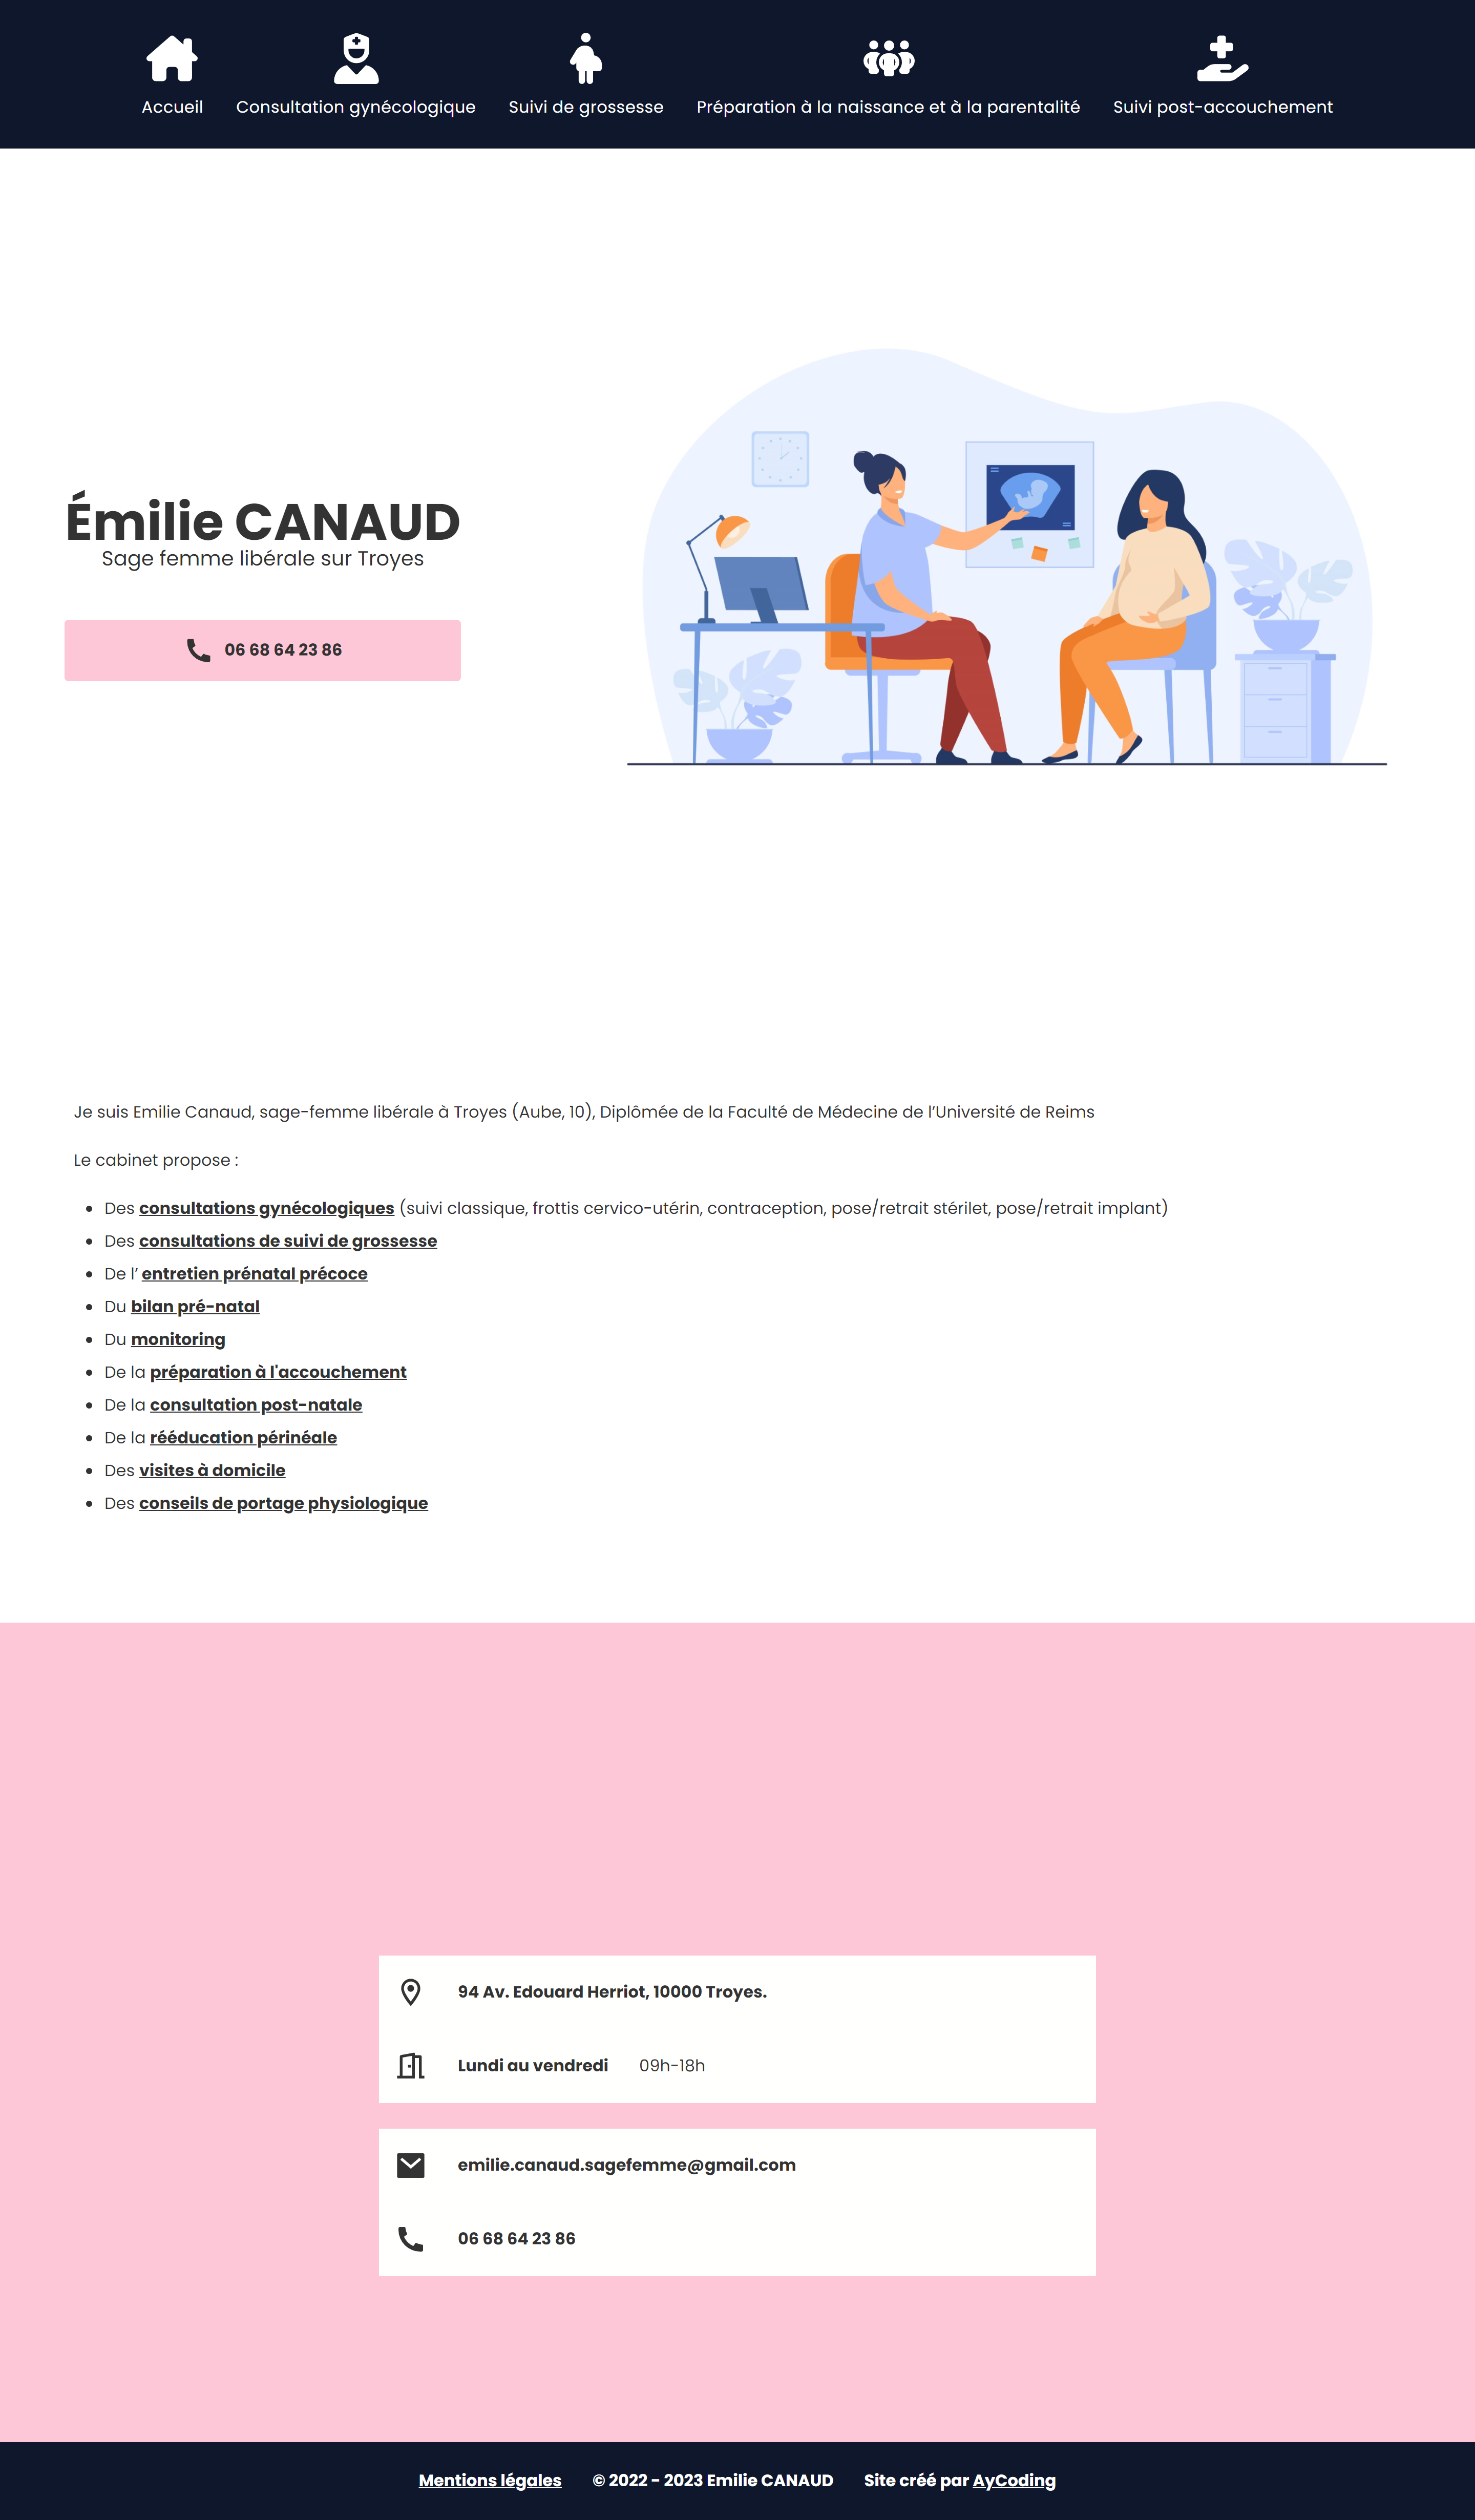 Accueil
Consultation gynécologique
Suivi de grossesse
Préparation à la naissance et à la parentalité
Suivi post-accouchement
Émilie CANAUD
Sage femme libérale sur Troyes
06 68 64 23 86
Je suis Emilie Canaud, sage-femme libérale à Troyes (Aube, 10), Diplômée de la Faculté de Médecine de l’Université de Reims
Le cabinet propose :
• Des consultations gynécologiques (suivi classique, frottis cervico-utérin, contraception, pose/retrait stérilet, pose/retrait implant)
• Des consultations de suivi de grossesse
• De l’ entretien prénatal précoce
• Du bilan pré-natal
• Du monitoring
• De la préparation à l'accouchement
• De la consultation post-natale
• De la rééducation périnéale
• Des visites à domicile
• Des conseils de portage physiologique
94 Av. Edouard Herriot, 10000 Troyes.
Lundi au vendredi 09h-18h
emilie.canaud.sagefemme@gmail.com
06 68 64 23 86
Mentions légales © 2022 - 2023 Emilie CANAUD Site créé par AyCoding